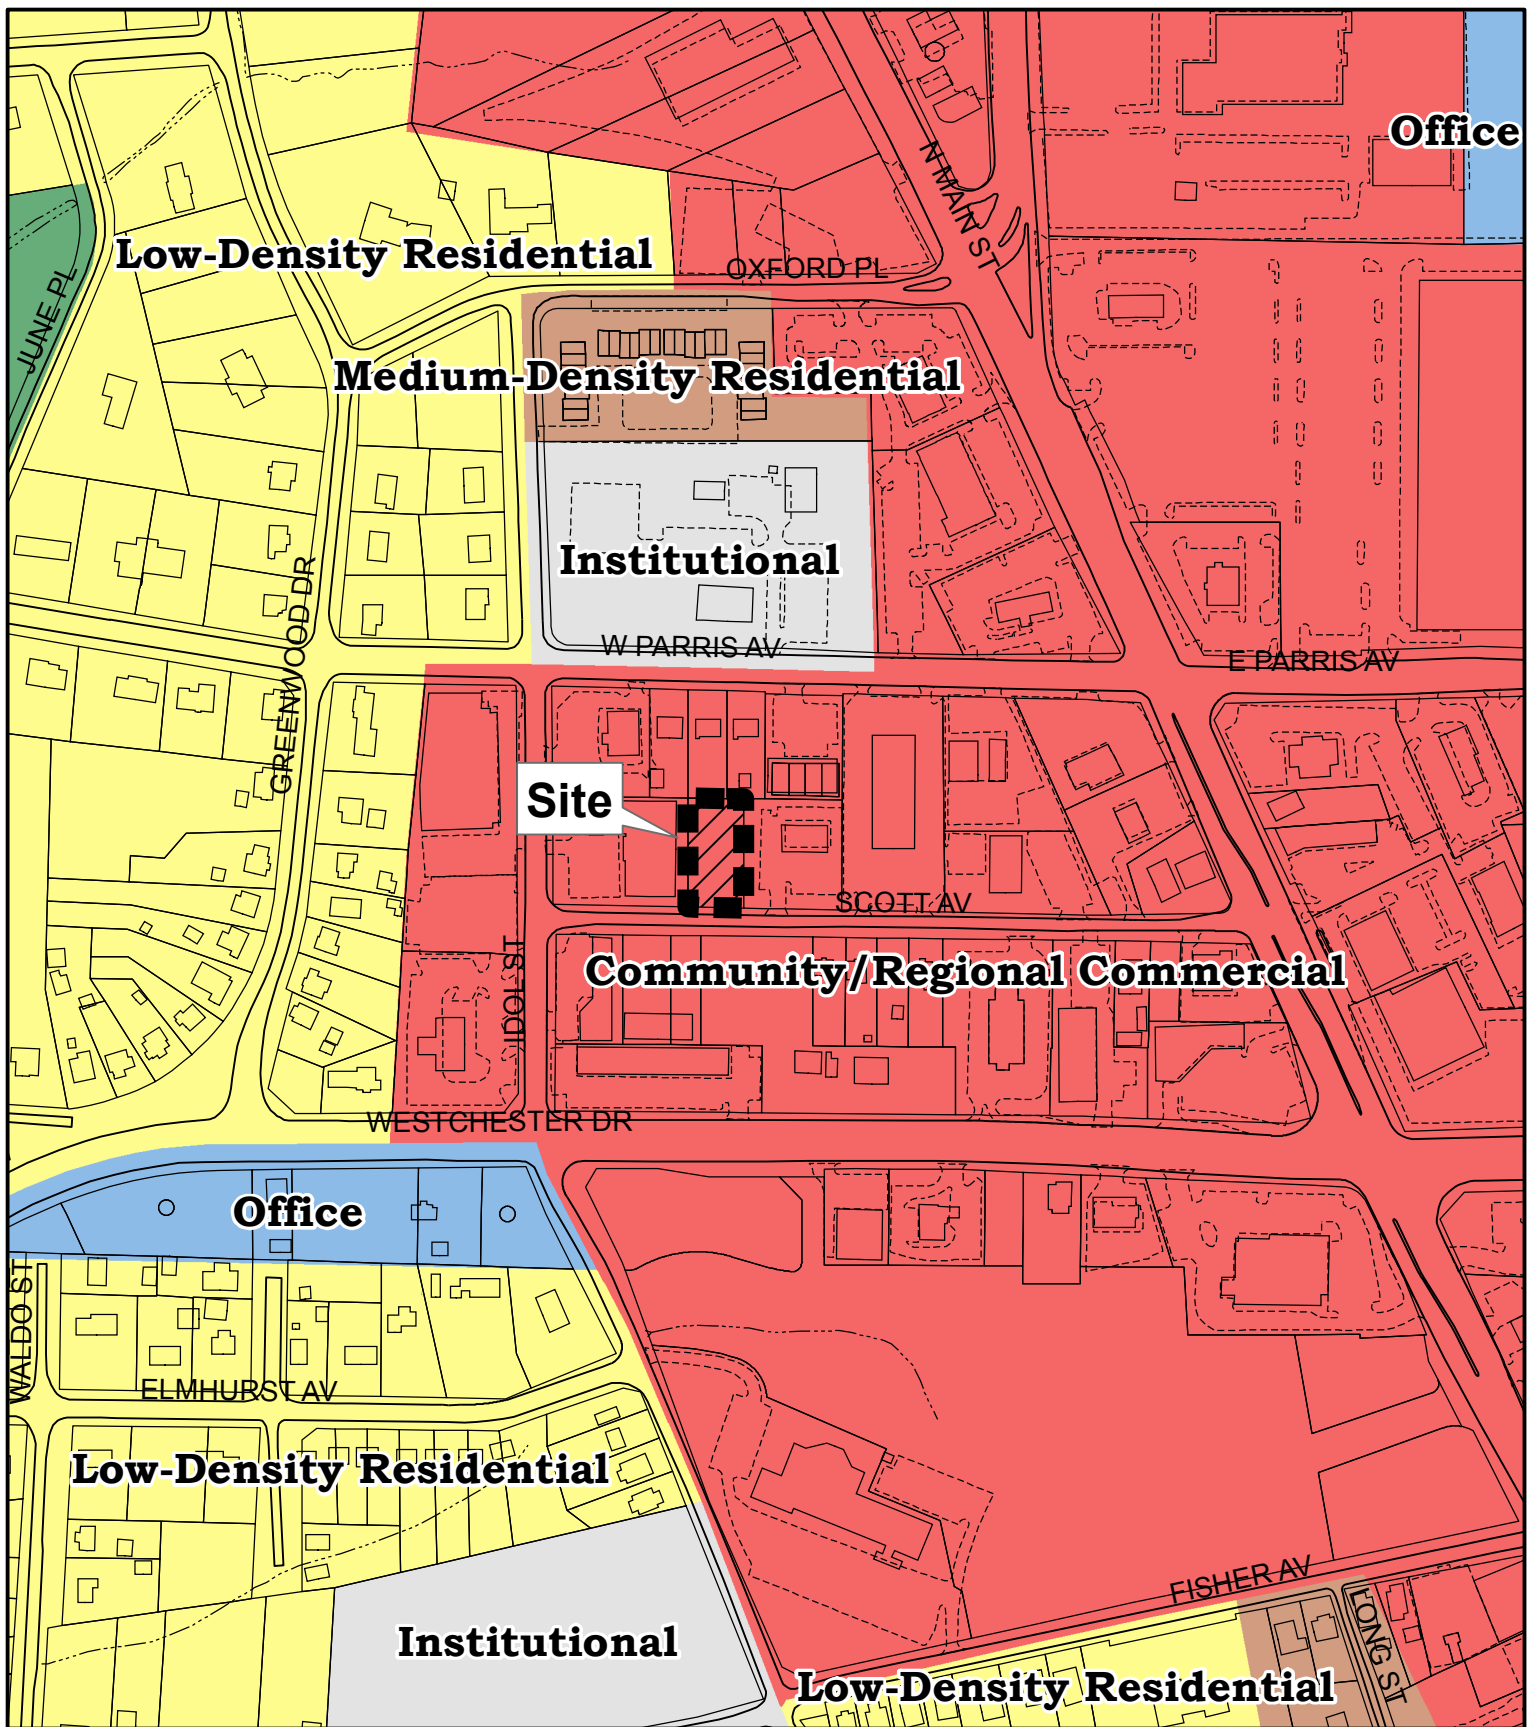 Office
N MAIN ST
Low-Density Residential
OXFORD PL
JUNE PL
Medium-Density Residential
Institutional
GREENWOOD DR
W PARRIS AV
E PARRIS AV
Site
SCOTT AV
IDOL ST
Community/Regional Commercial
WESTCHESTER DR
Office
WALDO ST
ELMHURST AV
Low-Density Residential
FISHER AV
LONG ST
Institutional
Low-Density Residential